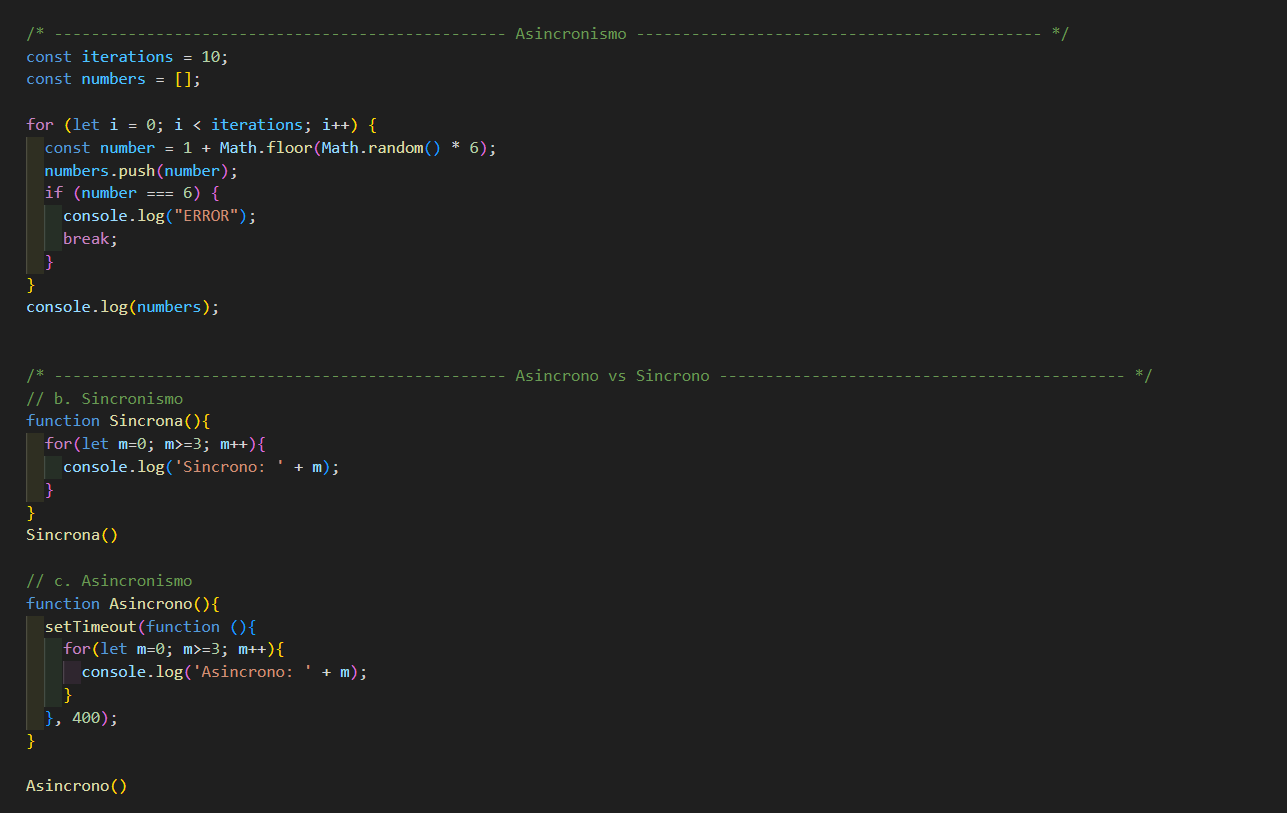 /* ------------------------------------------------- Asincronismo -------------------------------------------- */
const iterations = 10;
const numbers = [];

for (let i = 0; i < iterations; i++) {
  const number = 1 + Math.floor(Math.random() * 6);
  numbers.push(number);
  if (number === 6) {
    console.log("ERROR");
    break;
  }
}
console.log(numbers);


/* ------------------------------------------------- Asincrono vs Sincrono -------------------------------------------- */
// b. Sincronismo
function Sincrona(){
  for(let m=0; m>=3; m++){
    console.log('Sincrono: ' + m);
  }
}
Sincrona()

// c. Asincronismo
function Asincrono(){
  setTimeout(function (){
    for(let m=0; m>=3; m++){
      console.log('Asincrono: ' + m);
    }
  }, 400);
}

Asincrono()